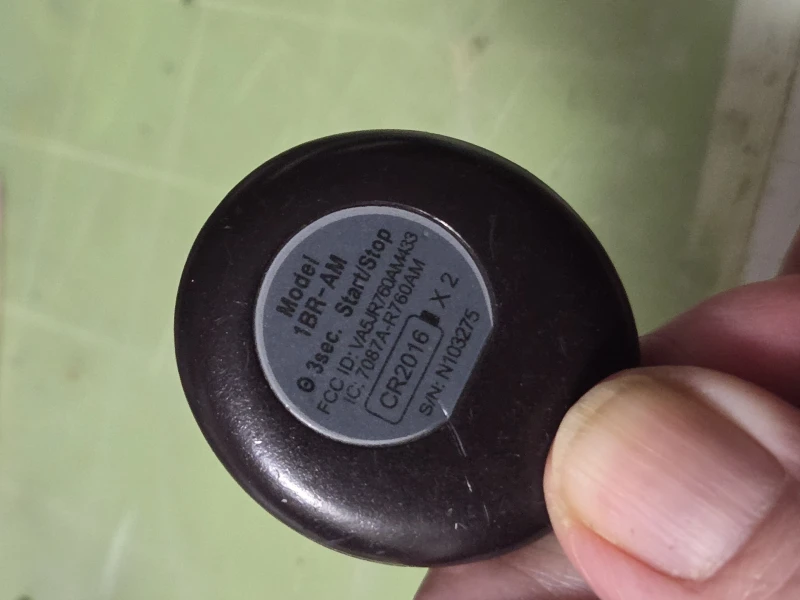 Model
1BR-AM
⊖ 3sec. Start/Stop
FCC ID: VA5JR760AM433
IC: 7087A-R760AM
CR2016 X 2
S/N: N103275